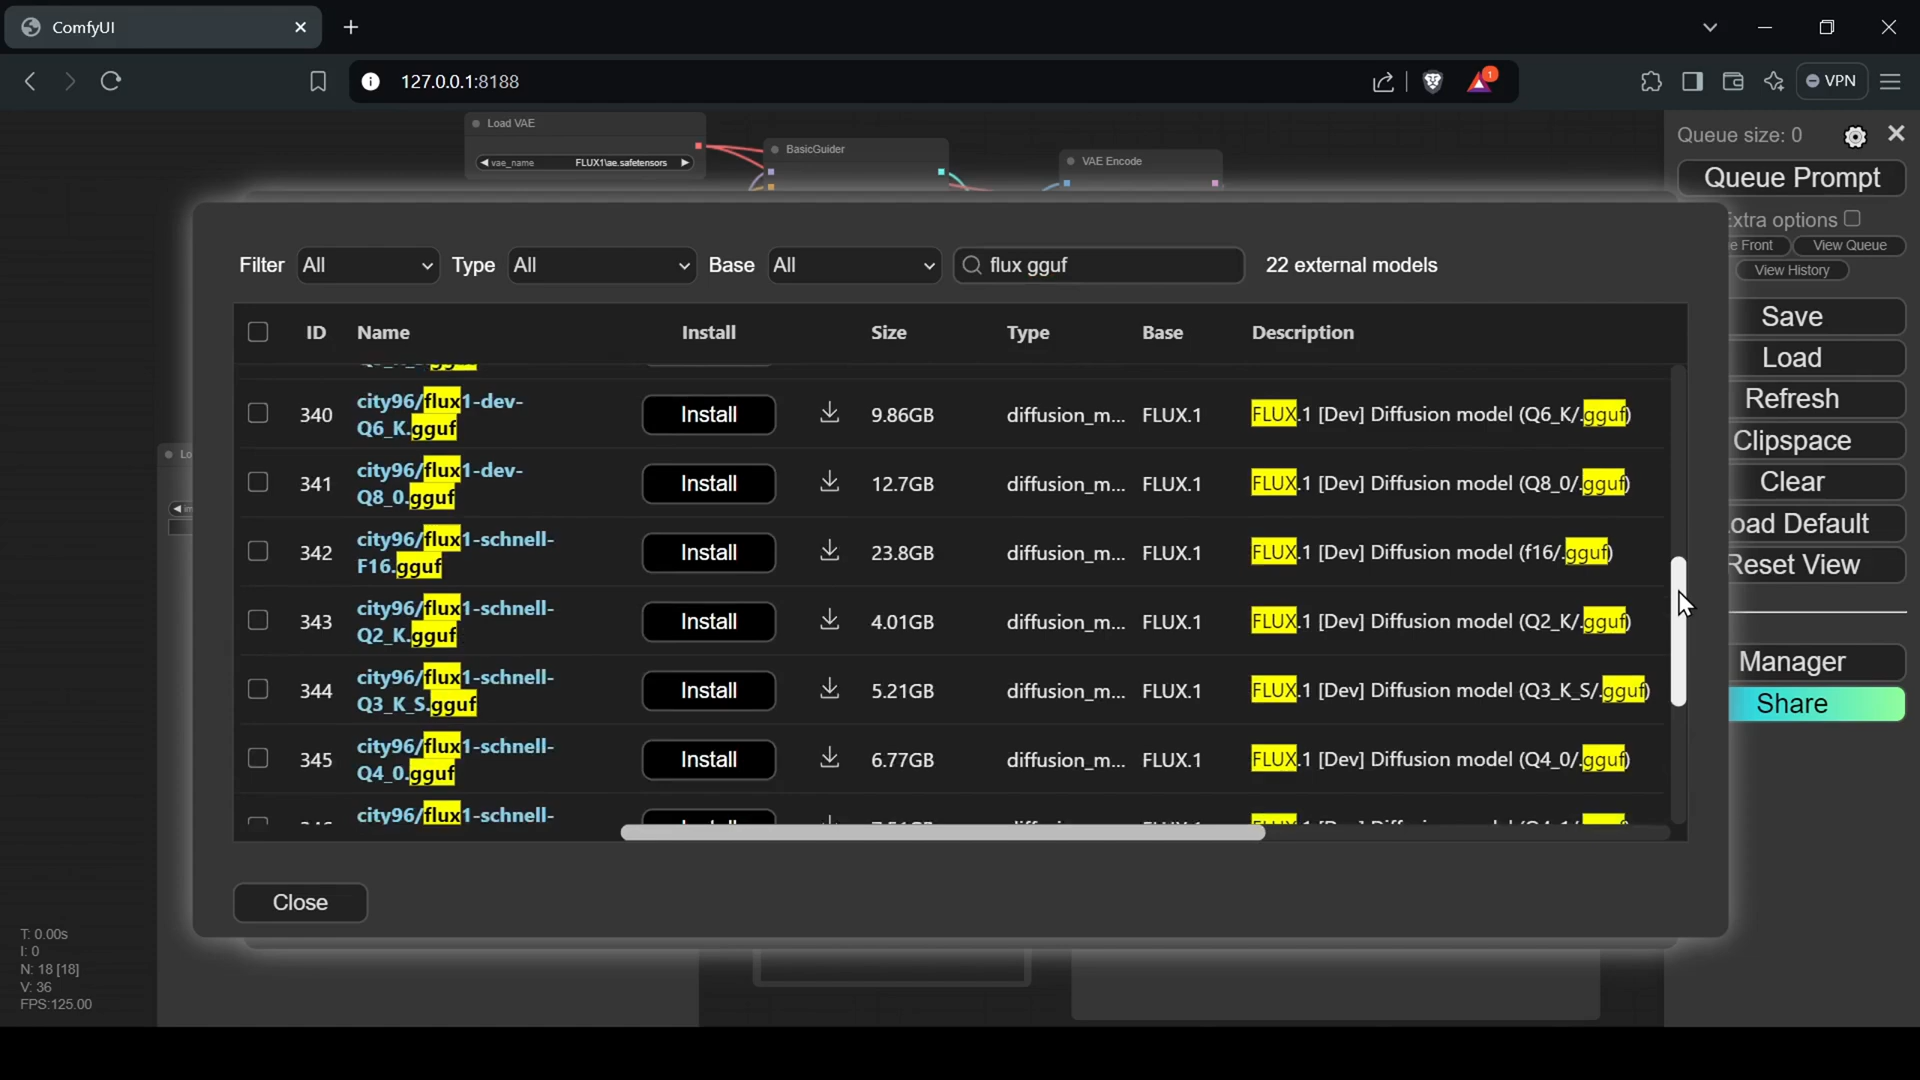 ComfyUI
127.0.0.1:8188
1
VPN
Load VAE
vae_name FLUX1\ae.safetensors
BasicGuider
VAE Encode
Queue size: 0
Queue Prompt
Extra options
e Front View Queue
View History
Save
Load
Refresh
Clipspace
Clear
oad Default
Reset View
Manager
Share
Filter All Type All Base All flux gguf 22 external models
ID Name Install Size Type Base Description
340 city96/flux1-dev-
Q6_K.gguf
Install 9.86GB diffusion_m... FLUX.1 FLUX.1 [Dev] Diffusion model (Q6_K/.gguf)
341 city96/flux1-dev-
Q8_0.gguf
Install 12.7GB diffusion_m... FLUX.1 FLUX.1 [Dev] Diffusion model (Q8_0/.gguf)
342 city96/flux1-schnell-
F16.gguf
Install 23.8GB diffusion_m... FLUX.1 FLUX.1 [Dev] Diffusion model (f16/.gguf)
343 city96/flux1-schnell-
Q2_K.gguf
Install 4.01GB diffusion_m... FLUX.1 FLUX.1 [Dev] Diffusion model (Q2_K/.gguf)
344 city96/flux1-schnell-
Q3_K_S.gguf
Install 5.21GB diffusion_m... FLUX.1 FLUX.1 [Dev] Diffusion model (Q3_K_S/.gguf)
345 city96/flux1-schnell-
Q4_0.gguf
Install 6.77GB diffusion_m... FLUX.1 FLUX.1 [Dev] Diffusion model (Q4_0/.gguf)
city96/flux1-schnell-
Lo
im
Close
T: 0.00s
I: 0
N: 18 [18]
V: 36
FPS:125.00